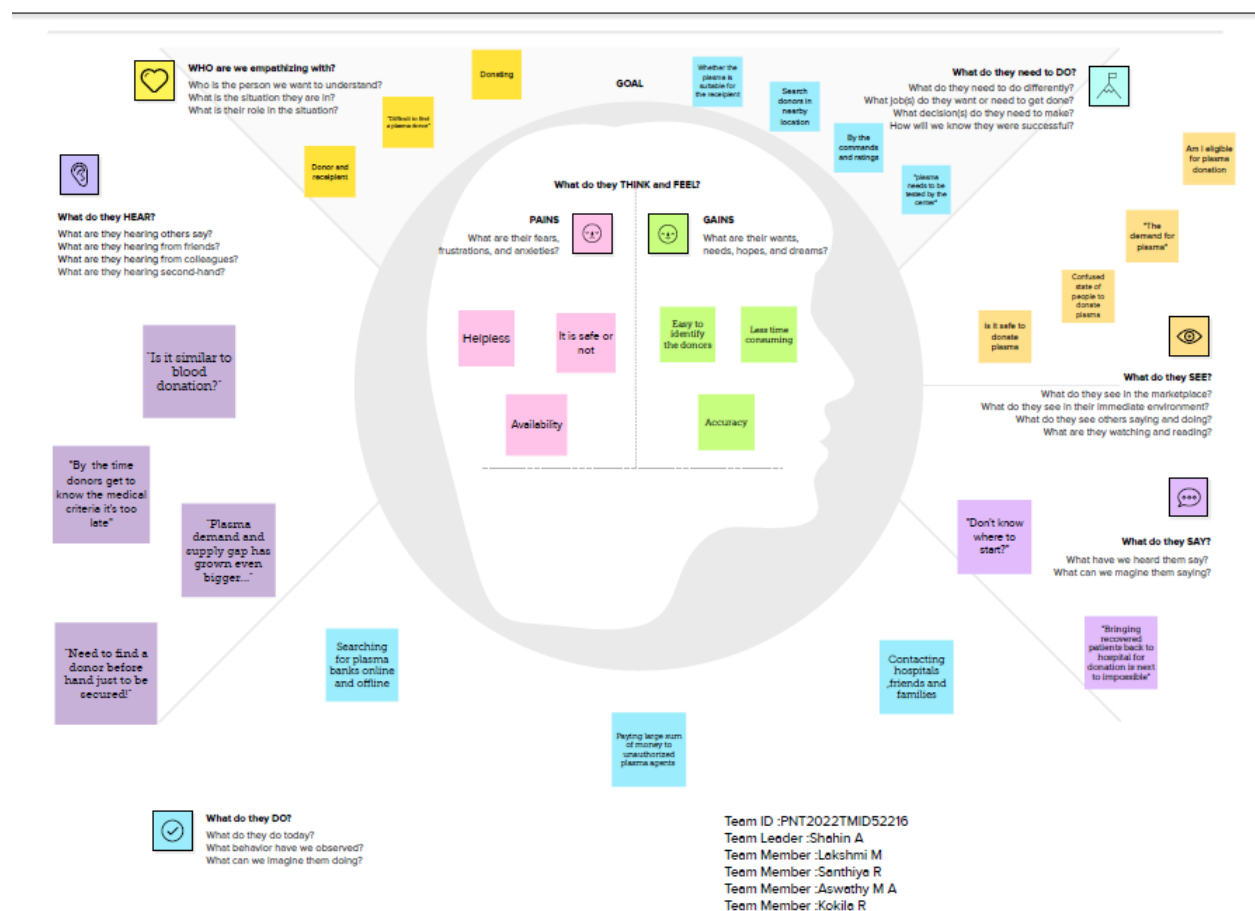 WHO are we empathizing with?
Who is the person we want to understand?
What is the situation they are in?
What is their role in the situation?
Donating
"Difficult to find
a plasma donor"
Donor and
receipient
GOAL
Whether the
plasma is
suitable for
the receipient
Search
donors in
nearby
location
By the
commands
and ratings
"plasma
needs to be
tested by the
center"
What do they need to DO?
What do they need to do differently?
What job(s) do they want or need to get done?
What decision(s) do they need to make?
How will we know they were successful?
Am I eligible
for plasma
donation
"The
demand for
plasma"
Confused
state of
people to
donate
plasma
Is it safe to
donate
plasma
What do they SEE?
What do they see in the marketplace?
What do they see in their immediate environment?
What do they see others saying and doing?
What are they watching and reading?
What do they HEAR?
What are they hearing others say?
What are they hearing from friends?
What are they hearing from colleagues?
What are they hearing second-hand?
"Is it similar to
blood
donation?"
"By the time
donors get to
know the medical
criteria it's too
late"
"Plasma
demand and
supply gap has
grown even
bigger..."
"Need to find a
donor before
hand just to be
secured!"
What do they THINK and FEEL?
PAINS
What are their fears,
frustrations, and anxieties?
GAINS
What are their wants,
needs, hopes, and dreams?
Helpless
It is safe or
not
Availability
Easy to
identify
the donors
Less time
consuming
Accuracy
What do they SAY?
What have we heard them say?
What can we magine them saying?
"Don't know
where to
start?"
"Bringing
recovered
patients back to
hospital for
donation is next
to impossible"
Searching
for plasma
banks online
and offline
Paying large sum
of money to
unauthorized
plasma agents
Contacting
hospitals
,friends and
families
What do they DO?
What do they do today?
What behavior have we observed?
What can we imagine them doing?
Team ID :PNT2022TMID52216
Team Leader :Shahin A
Team Member :Lakshmi M
Team Member :Santhiya R
Team Member :Aswathy M A
Team Member :Kokila R